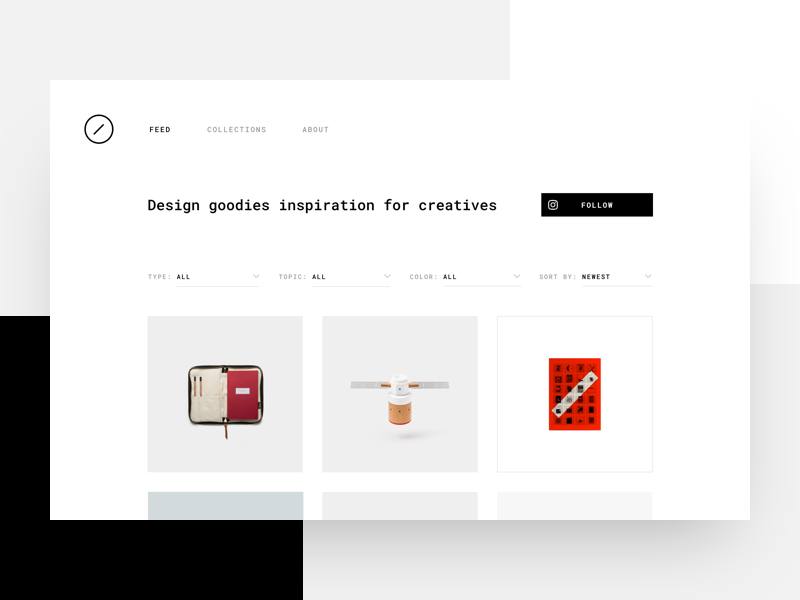 FEED COLLECTIONS ABOUT
Design goodies inspiration for creatives
FOLLOW
TYPE: ALL TOPIC: ALL COLOR: ALL SORT BY: NEWEST